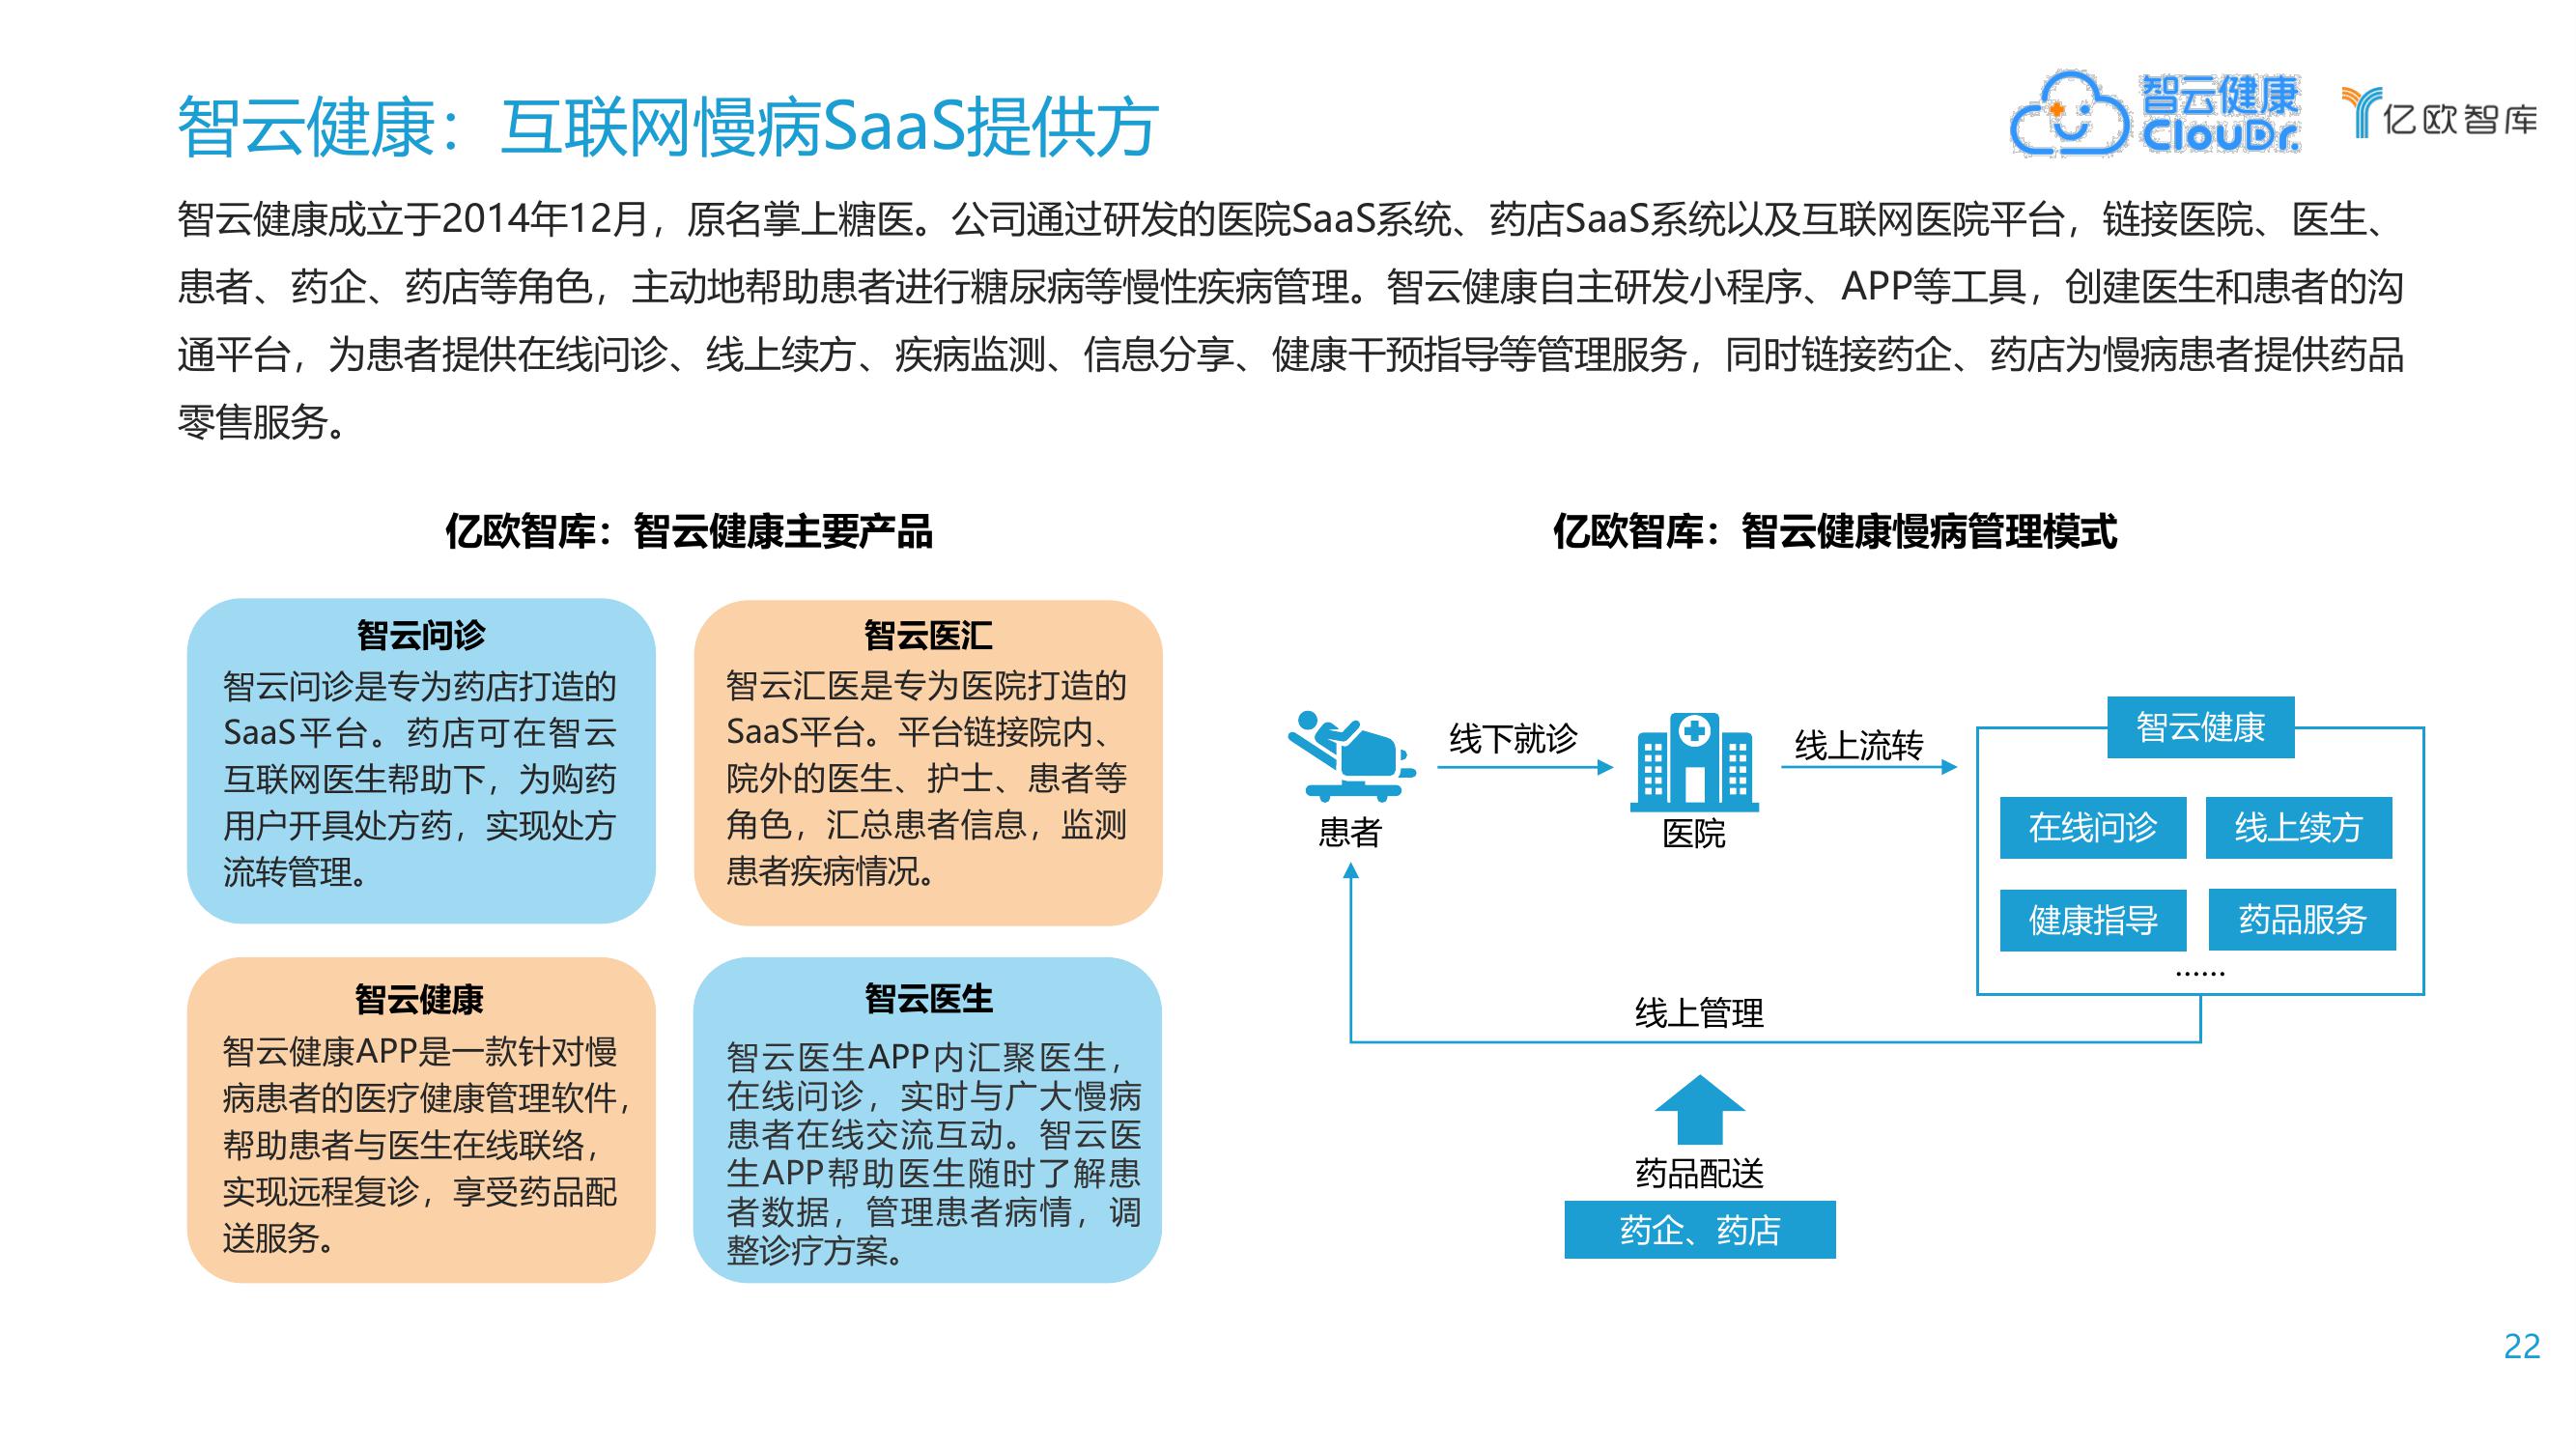 智云健康：互联网慢病SaaS提供方
智云健康
ClouDr.
亿欧智库
智云健康成立于2014年12月，原名掌上糖医。公司通过研发的医院SaaS系统、药店SaaS系统以及互联网医院平台，链接医院、医生、
患者、药企、药店等角色，主动地帮助患者进行糖尿病等慢性疾病管理。智云健康自主研发小程序、APP等工具，创建医生和患者的沟
通平台，为患者提供在线问诊、线上续方、疾病监测、信息分享、健康干预指导等管理服务，同时链接药企、药店为慢病患者提供药品
零售服务。
亿欧智库：智云健康主要产品
智云问诊
智云问诊是专为药店打造的
SaaS平台。药店可在智云
互联网医生帮助下，为购药
用户开具处方药，实现处方
流转管理。
智云医汇
智云汇医是专为医院打造的
SaaS平台。平台链接院内、
院外的医生、护士、患者等
角色，汇总患者信息，监测
患者疾病情况。
智云健康
智云健康APP是一款针对慢
病患者的医疗健康管理软件，
帮助患者与医生在线联络，
实现远程复诊，享受药品配
送服务。
智云医生
智云医生APP内汇聚医生，
在线问诊，实时与广大慢病
患者在线交流互动。智云医
生APP帮助医生随时了解患
者数据，管理患者病情，调
整诊疗方案。
亿欧智库：智云健康慢病管理模式
患者
线下就诊
医院
线上流转
智云健康
在线问诊
线上续方
健康指导
药品服务
……
线上管理
药品配送
药企、药店
22